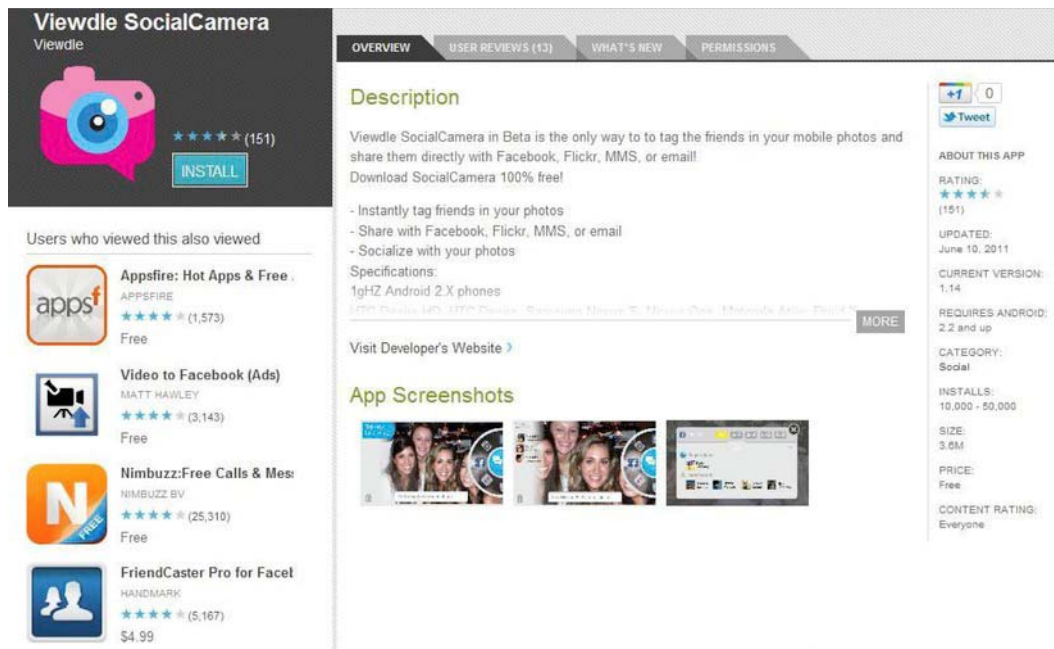 Viewdle SocialCamera
Viewdle
(151)
INSTALL
Users who viewed this also viewed
appsf
Appsfire: Hot Apps & Free .
APPSFIRE
(1,573)
Free
Video to Facebook (Ads)
MATT HAWLEY
(3,143)
Free
N
FREE
Nimbuzz:Free Calls & Mes
NIMBUZZ BV
(25,310)
Free
FriendCaster Pro for Facel
HANDMARK
(5,167)
$4.99
OVERVIEW
USER REVIEWS (13)
WHAT'S NEW
PERMISSIONS
Description
Viewdle SocialCamera in Beta is the only way to to tag the friends in your mobile photos and
share them directly with Facebook, Flickr, MMS, or email!
Download SocialCamera 100% free!
- Instantly tag friends in your photos
- Share with Facebook, Flickr, MMS, or email
- Socialize with your photos
Specifications:
1gHZ Android 2.X phones
MORE
Visit Developer's Website
App Screenshots
+1 0
Tweet
ABOUT THIS APP
RATING:
(151)
UPDATED:
June 10, 2011
CURRENT VERSION:
1.14
REQUIRES ANDROID:
2.2 and up
CATEGORY:
Social
INSTALLS:
10,000 - 50,000
SIZE:
3.6M
PRICE:
Free
CONTENT RATING:
Everyone